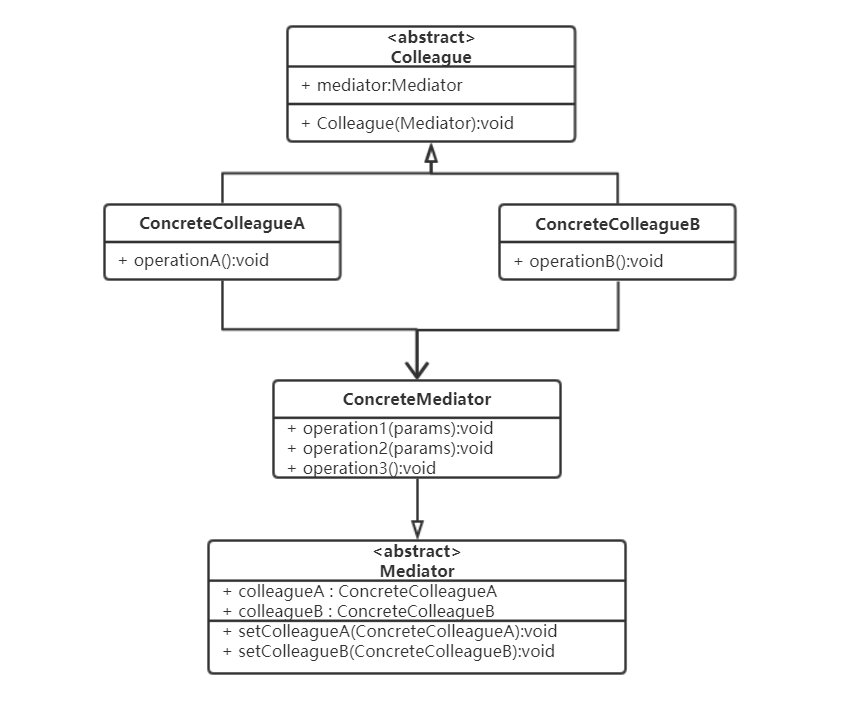 <abstract>
Colleague
+ mediator:Mediator
+ Colleague(Mediator):void
ConcreteColleagueA
+ operationA():void
ConcreteColleagueB
+ operationB():void
ConcreteMediator
+ operation1(params):void
+ operation2(params):void
+ operation3():void
<abstract>
Mediator
+ colleagueA : ConcreteColleagueA
+ colleagueB : ConcreteColleagueB
+ setColleagueA(ConcreteColleagueA):void
+ setColleagueB(ConcreteColleagueB):void